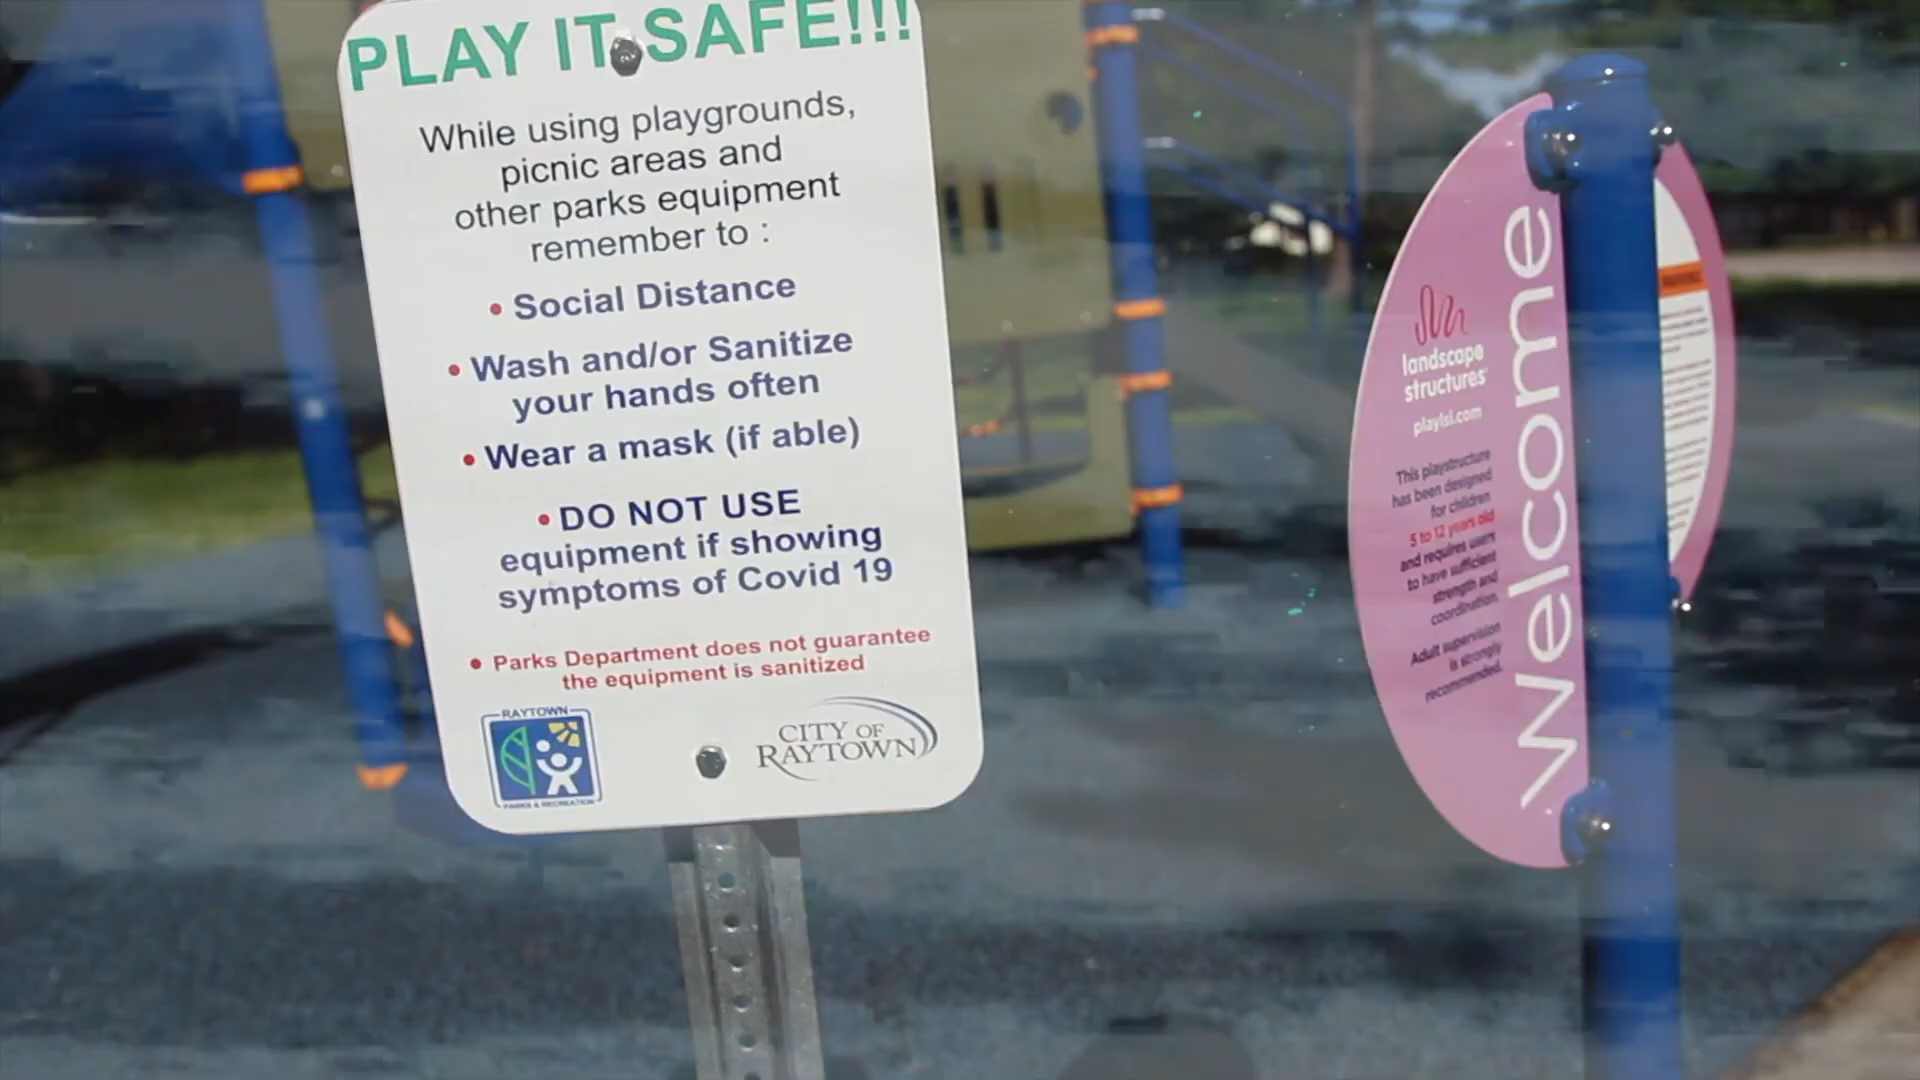 PLAY IT SAFE!!!
While using playgrounds,
picnic areas and
other parks equipment
remember to :
• Social Distance
• Wash and/or Sanitize
your hands often
• Wear a mask (if able)
• DO NOT USE
equipment if showing
symptoms of Covid 19
• Parks Department does not guarantee
the equipment is sanitized
RAYTOWN
PARKS & RECREATION
CITY OF
RAYTOWN
Welcome
landscape
structures
playlsi.com
This playstructure
has been designed
for children
5 to 12 years old
and requires users
to have sufficient
strength and
coordination.
Adult supervision
is strongly
recommended.